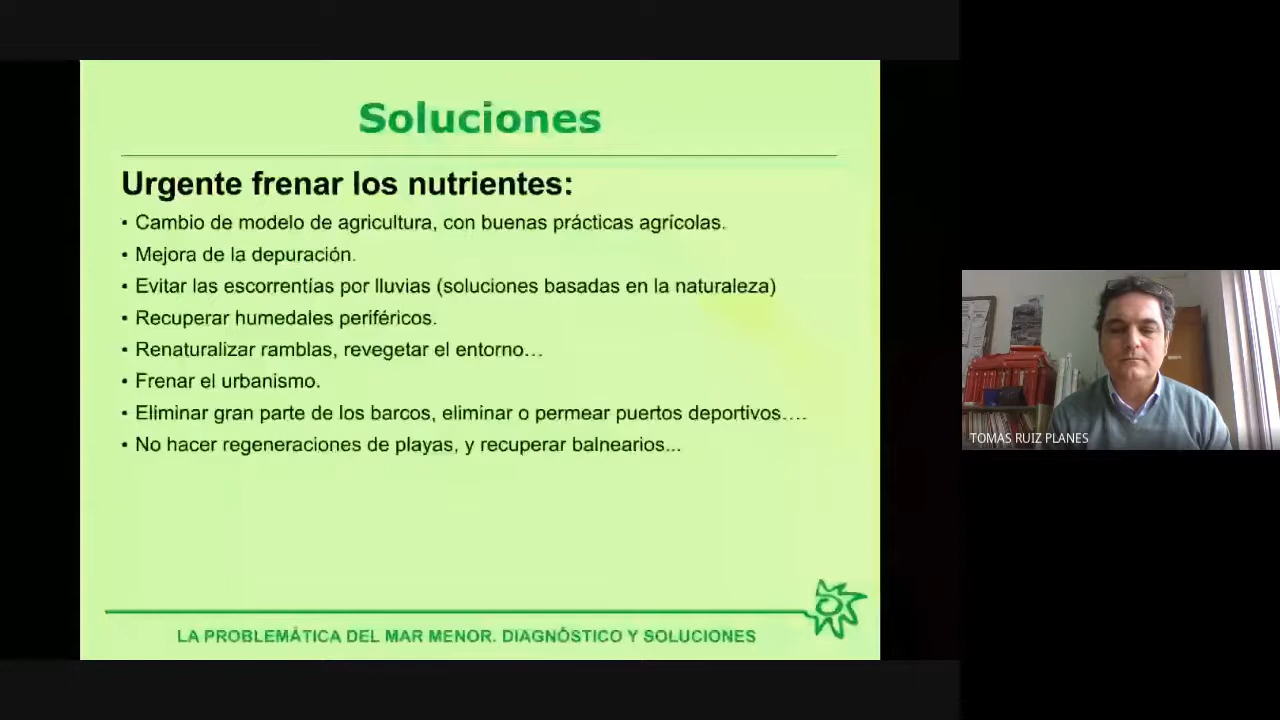 Soluciones
Urgente frenar los nutrientes:
• Cambio de modelo de agricultura, con buenas prácticas agrícolas.
• Mejora de la depuración.
• Evitar las escorrentías por lluvias (soluciones basadas en la naturaleza)
• Recuperar humedales periféricos.
• Renaturalizar ramblas, revegetar el entorno…
• Frenar el urbanismo.
• Eliminar gran parte de los barcos, eliminar o permear puertos deportivos….
• No hacer regeneraciones de playas, y recuperar balnearios...
LA PROBLEMÁTICA DEL MAR MENOR. DIAGNÓSTICO Y SOLUCIONES
TOMAS RUIZ PLANES